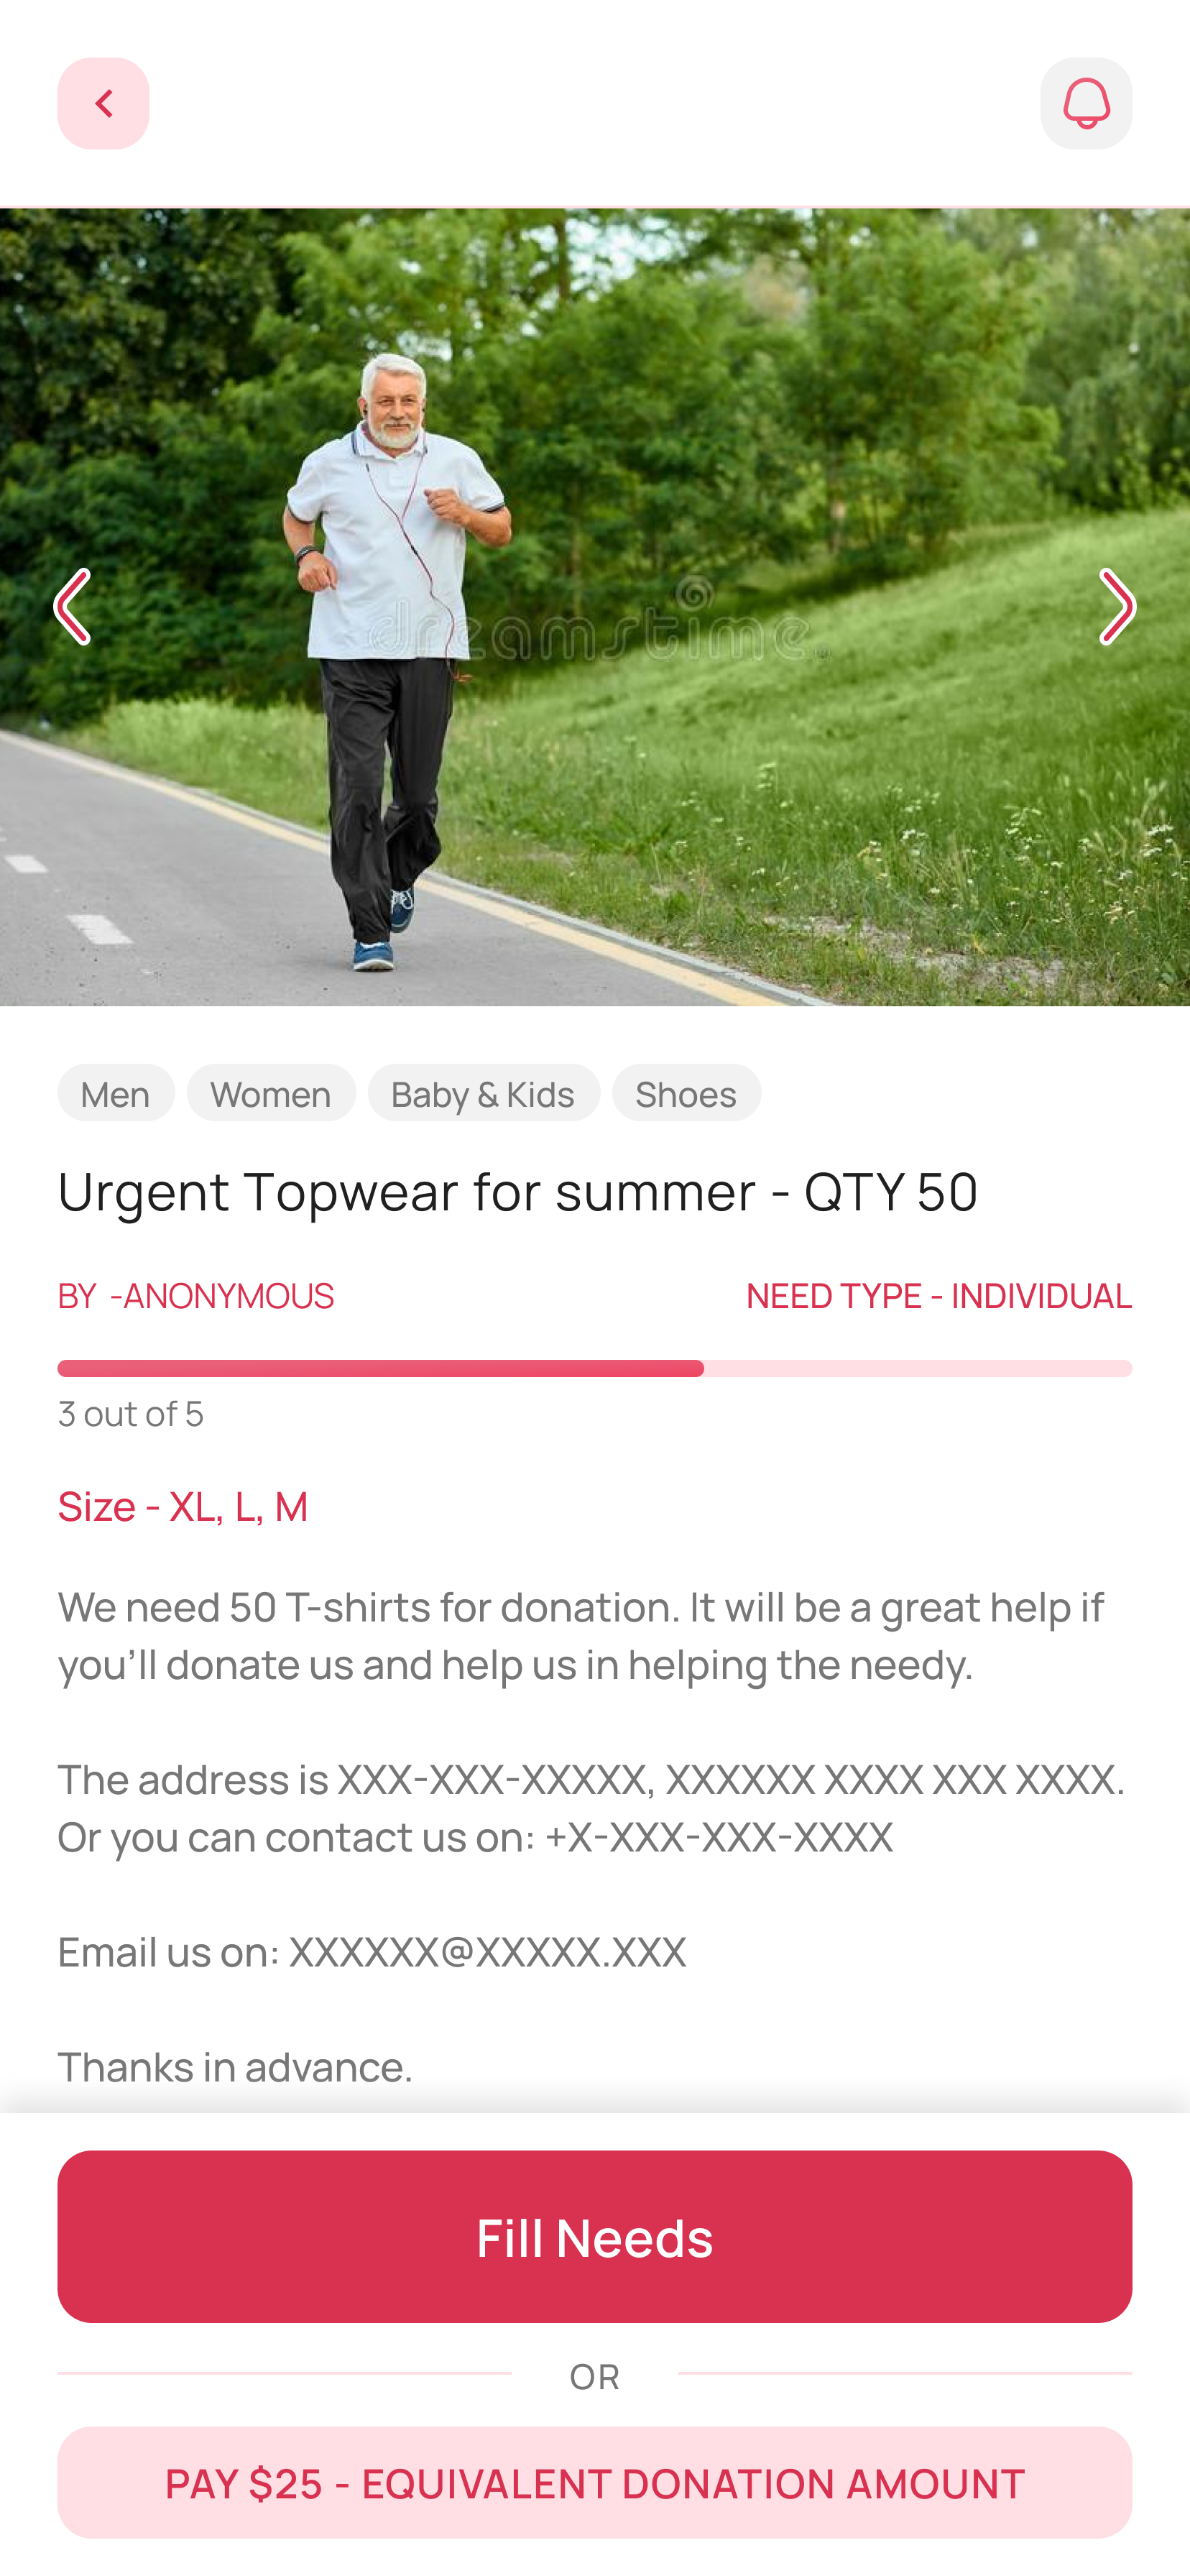 dreamstime
Men
Women
Baby & Kids
Shoes
Urgent Topwear for summer - QTY 50
BY -ANONYMOUS
NEED TYPE - INDIVIDUAL
3 out of 5
Size - XL, L, M
We need 50 T-shirts for donation. It will be a great help if
you’ll donate us and help us in helping the needy.
The address is XXX-XXX-XXXXX, XXXXXX XXXX XXX XXXX.
Or you can contact us on: +X-XXX-XXX-XXXX
Email us on: XXXXXX@XXXXX.XXX
Thanks in advance.
Fill Needs
OR
PAY $25 - EQUIVALENT DONATION AMOUNT